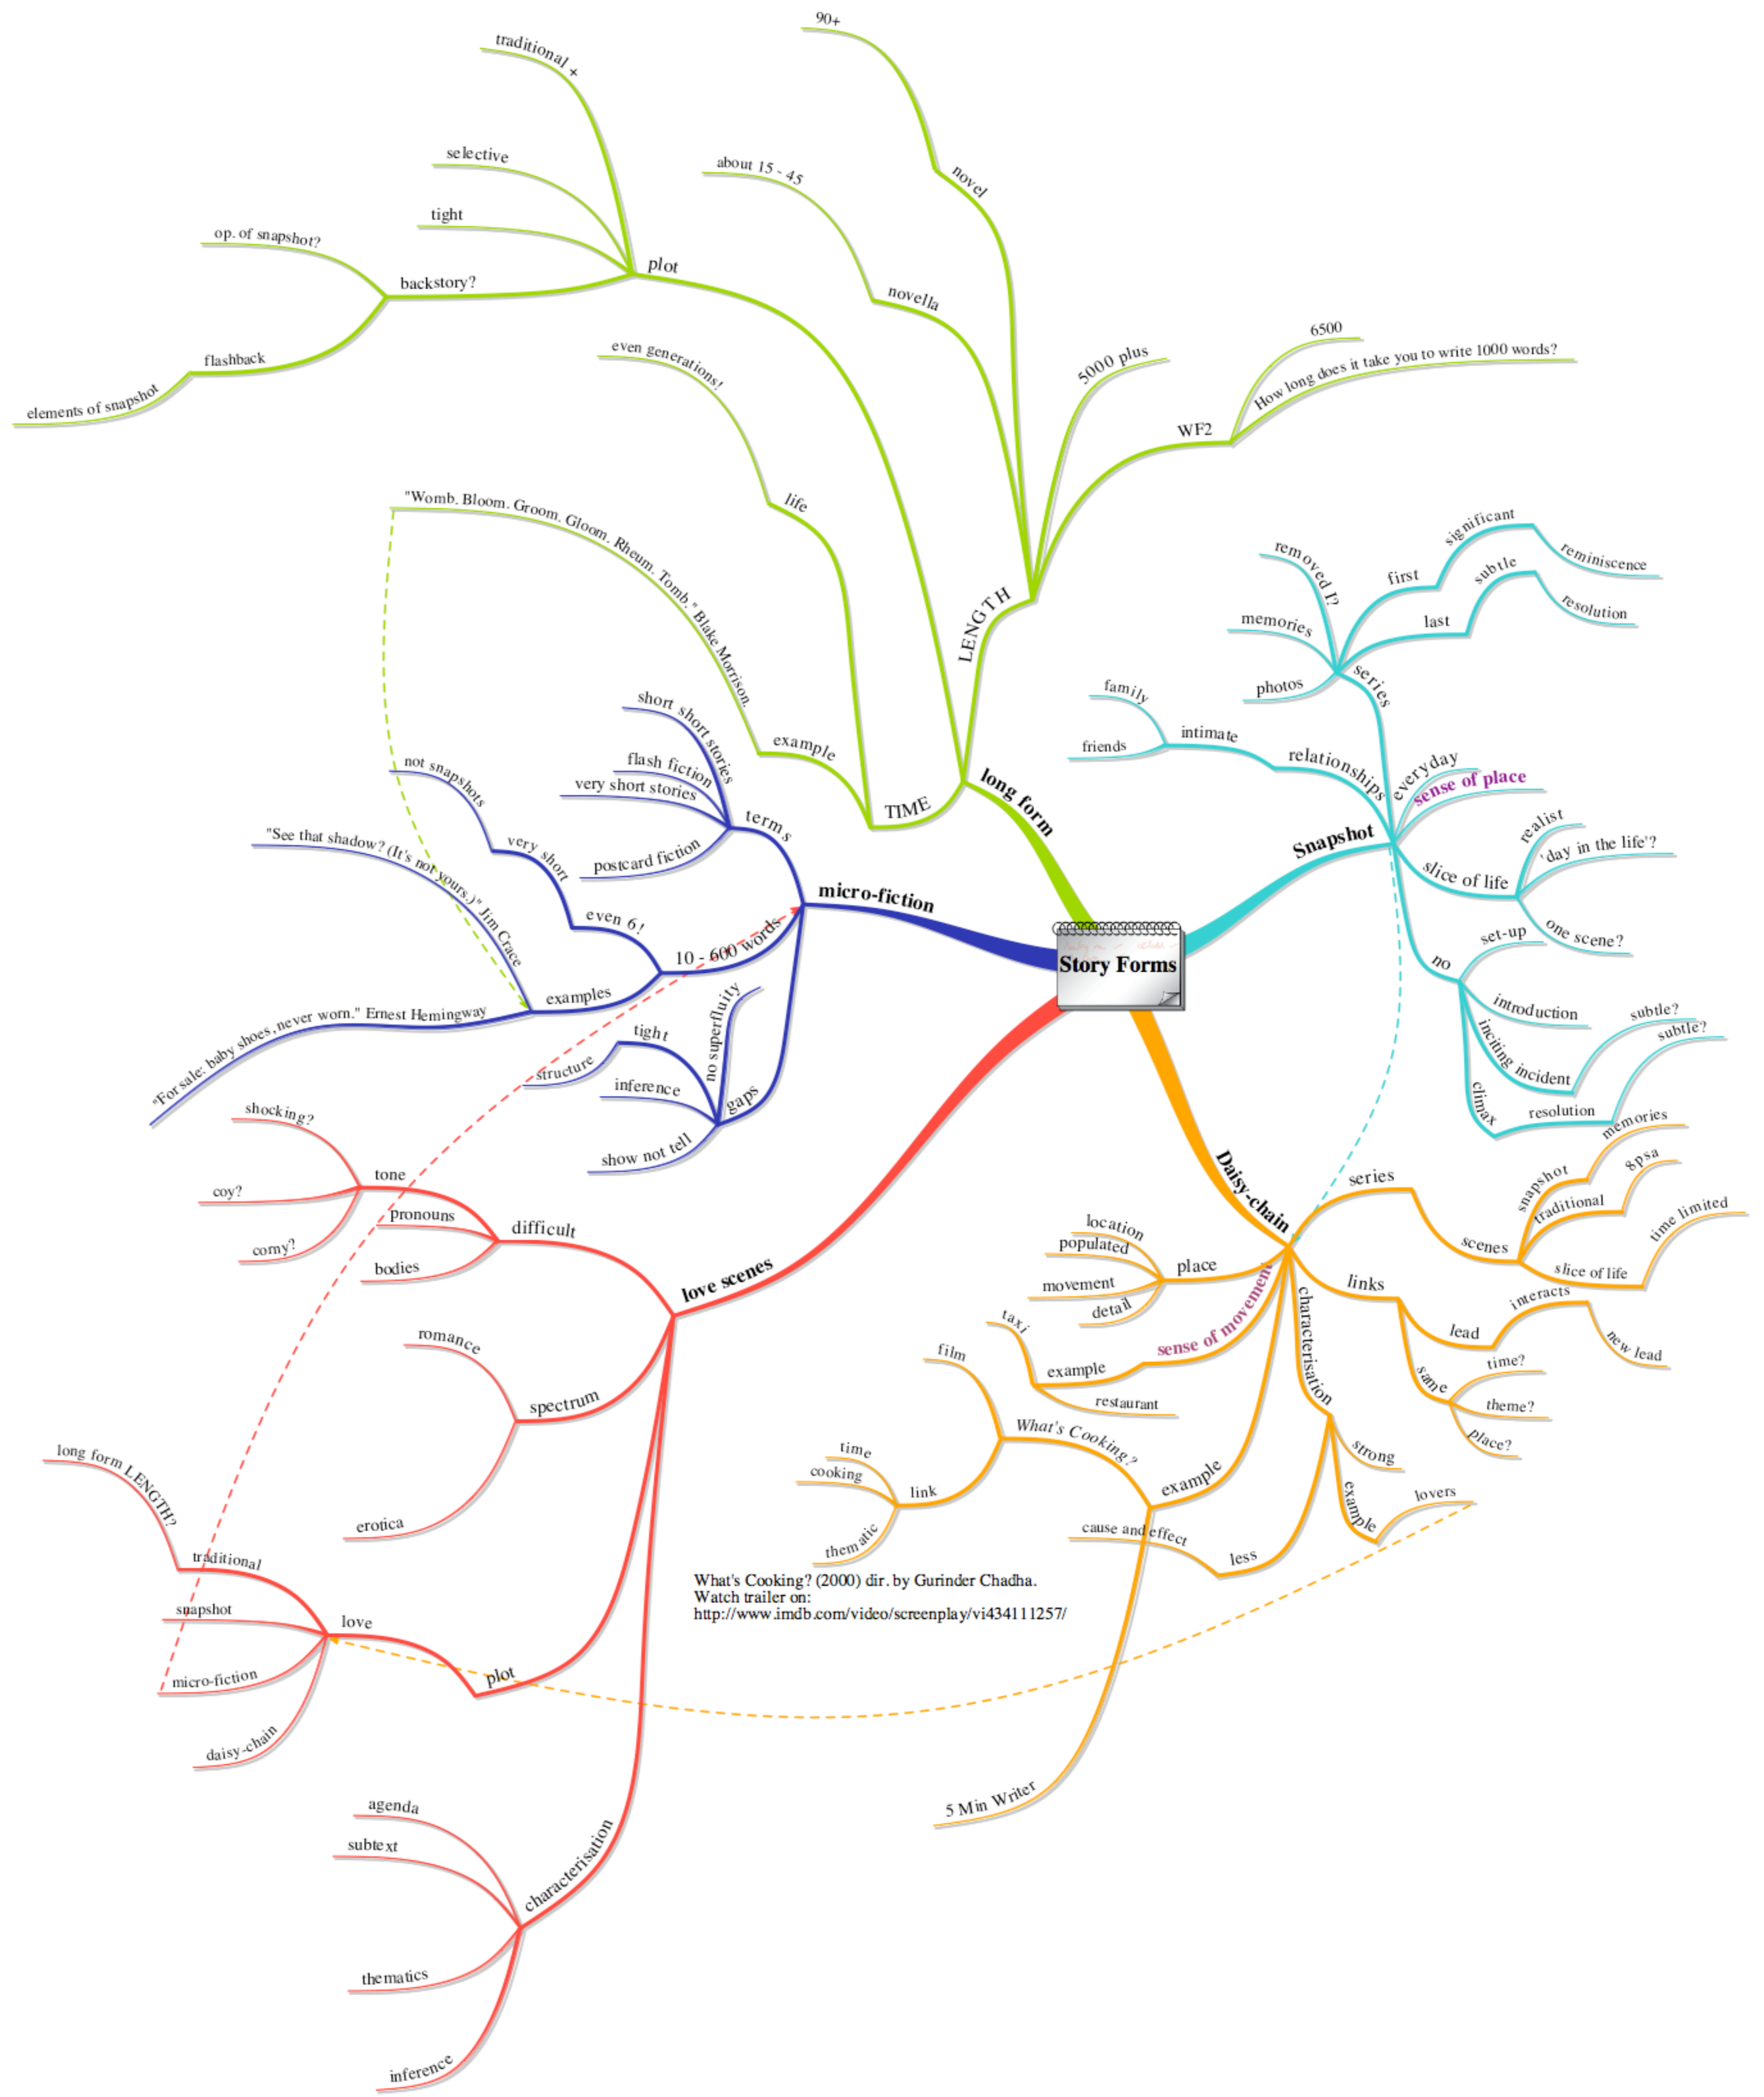 Story Forms
long form
LENGTH
novel
90+
novella
about 15 - 45
5000 plus
WF2
6500
How long does it take you to write 1000 words?
plot
traditional +
selective
tight
backstory?
op. of snapshot?
flashback
elements of snapshot
TIME
life
even generations!
example
"Womb. Bloom. Groom. Gloom. Rheum. Tomb." Blake Morrison.
Snapshot
series
removed I?
memories
photos
first
significant
reminiscence
last
subtle
resolution
relationships
intimate
family
friends
everyday
sense of place
slice of life
realist
'day in the life'?
one scene?
no
set-up
introduction
inciting incident
subtle?
climax
resolution
subtle?
micro-fiction
terms
short short stories
flash fiction
very short stories
postcard fiction
10 - 600 words
even 6!
very short
not snapshots
examples
"See that shadow? (It's not yours.)" Jim Crace
"For sale: baby shoes, never worn." Ernest Hemingway
gaps
no superfluity
tight
structure
inference
show not tell
Daisy-chain
series
scenes
snapshot
memories
traditional
8psa
slice of life
time limited
links
lead
interacts
new lead
same
time?
theme?
place?
characterisation
strong
example
lovers
less
cause and effect
place
location
populated
movement
detail
sense of movement
example
taxi
restaurant
example
What's Cooking?
film
link
time
cooking
thematic
5 Min Writer
love scenes
difficult
tone
shocking?
coy?
corny?
pronouns
bodies
spectrum
romance
erotica
plot
love
traditional
long form LENGTH?
snapshot
micro-fiction
daisy-chain
characterisation
agenda
subtext
thematics
inference
What's Cooking? (2000) dir. by Gurinder Chadha.
Watch trailer on:
http://www.imdb.com/video/screenplay/vi434111257/